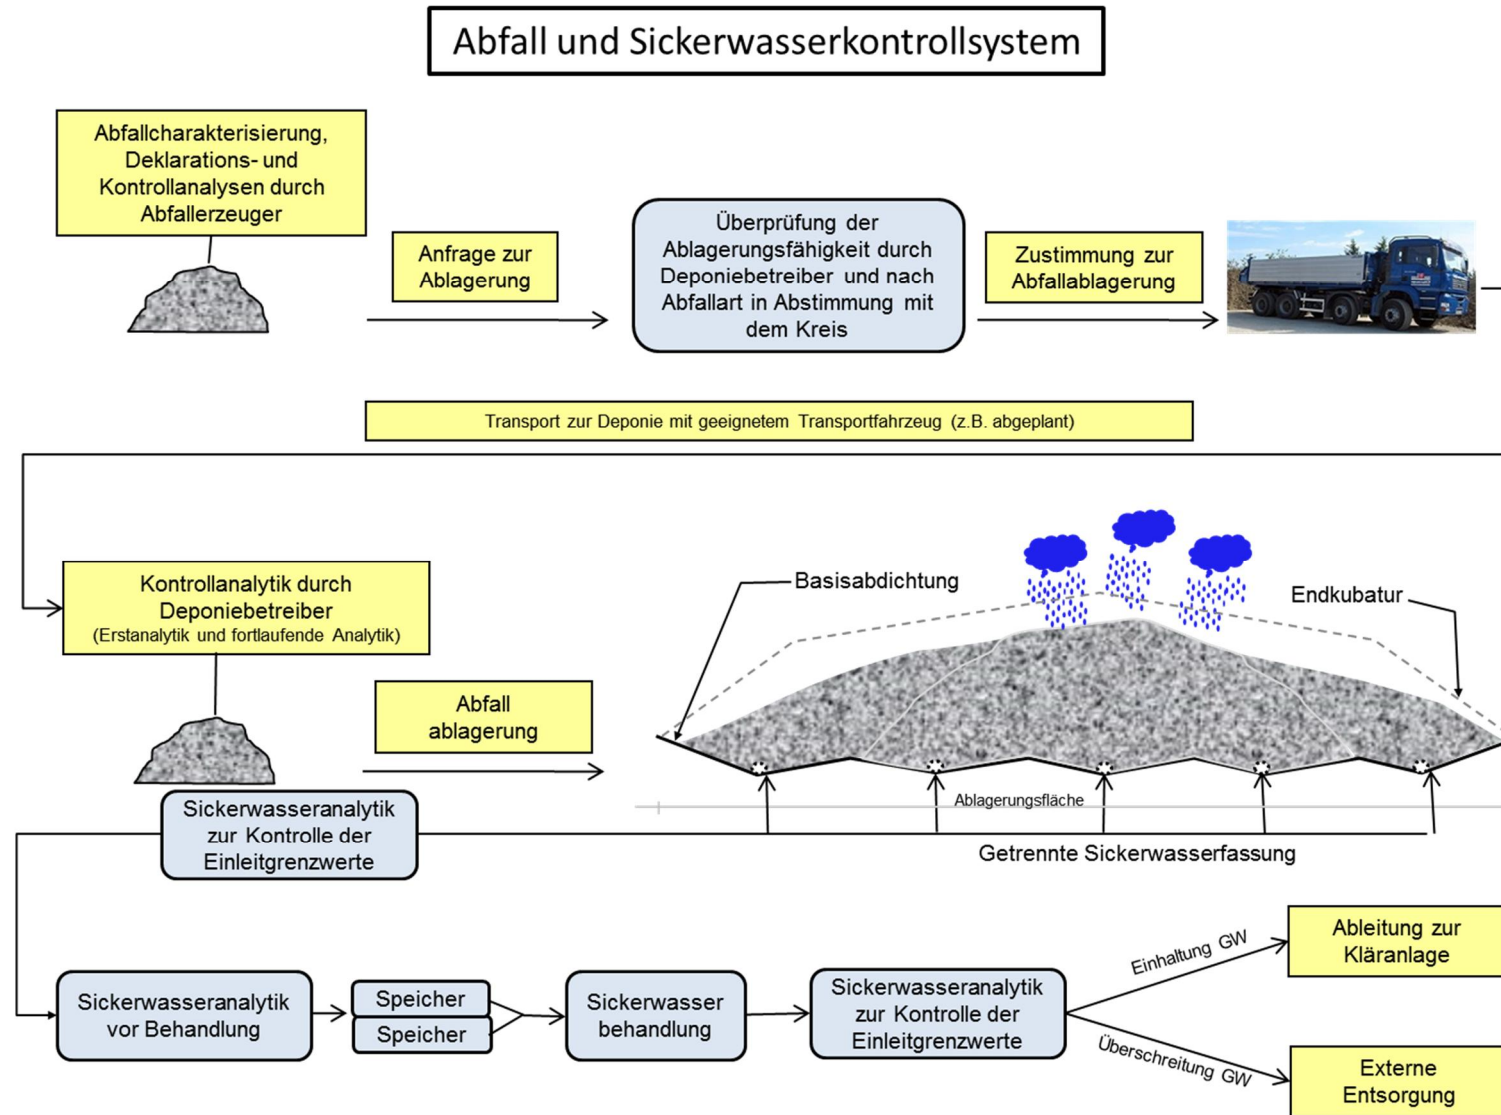 Abfall und Sickerwasserkontrollsystem
Abfallcharakterisierung,
Deklarations- und
Kontrollanalysen durch
Abfallerzeuger
Anfrage zur
Ablagerung
Überprüfung der
Ablagerungsfähigkeit durch
Deponiebetreiber und nach
Abfallart in Abstimmung mit
dem Kreis
Zustimmung zur
Abfallablagerung
Transport zur Deponie mit geeignetem Transportfahrzeug (z.B. abgeplant)
Kontrollanalytik durch
Deponiebetreiber
(Erstanalytik und fortlaufende Analytik)
Abfall
ablagerung
Basisabdichtung
Endkubatur
Ablagerungsfläche
Getrennte Sickerwasserfassung
Sickerwasseranalytik
zur Kontrolle der
Einleitgrenzwerte
Sickerwasseranalytik
vor Behandlung
Speicher
Speicher
Sickerwasser
behandlung
Sickerwasseranalytik
zur Kontrolle der
Einleitgrenzwerte
Einhaltung GW
Überschreitung GW
Ableitung zur
Kläranlage
Externe
Entsorgung